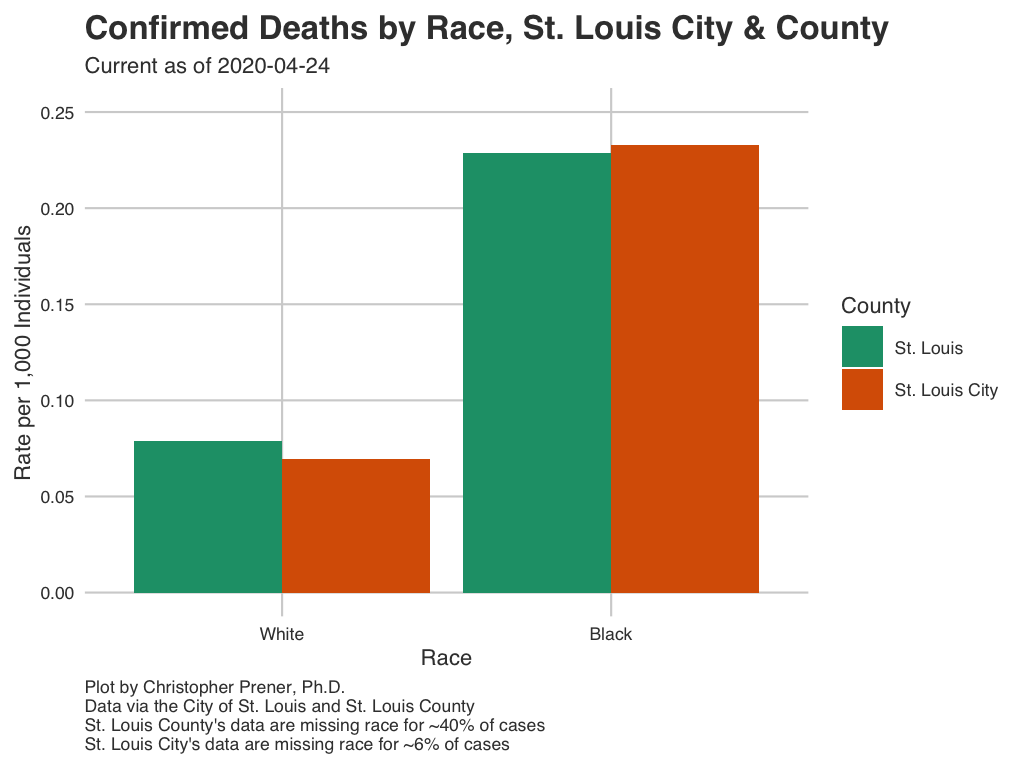 Confirmed Deaths by Race, St. Louis City & County
Current as of 2020-04-24
0.25
0.20
0.15
0.10
0.05
0.00
Rate per 1,000 Individuals
White
Black
Race
County
St. Louis
St. Louis City
Plot by Christopher Prener, Ph.D.
Data via the City of St. Louis and St. Louis County
St. Louis County's data are missing race for ~40% of cases
St. Louis City's data are missing race for ~6% of cases